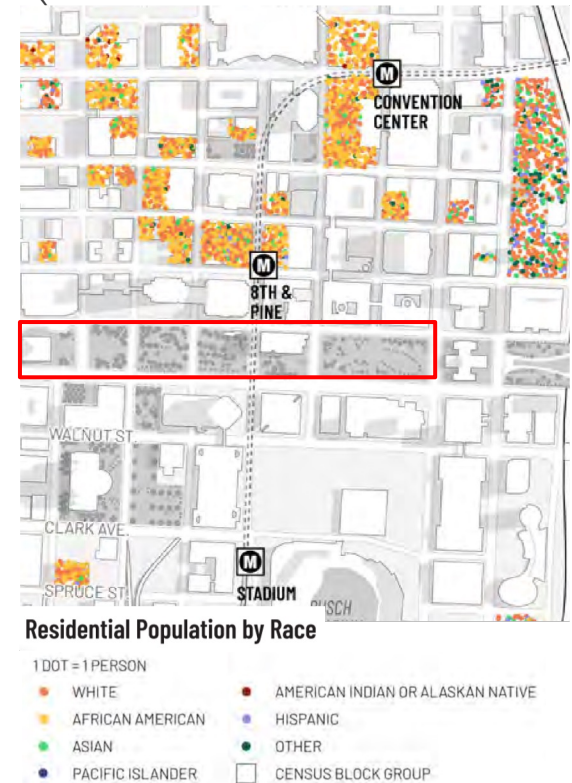 M
CONVENTION
CENTER
M
8TH &
PINE
WALNUT ST.
CLARK AVE.
M
SPRUCE ST.
STADIUM
BUSCH
Residential Population by Race
1 DOT = 1 PERSON
WHITE
AFRICAN AMERICAN
ASIAN
PACIFIC ISLANDER
AMERICAN INDIAN OR ALASKAN NATIVE
HISPANIC
OTHER
CENSUS BLOCK GROUP